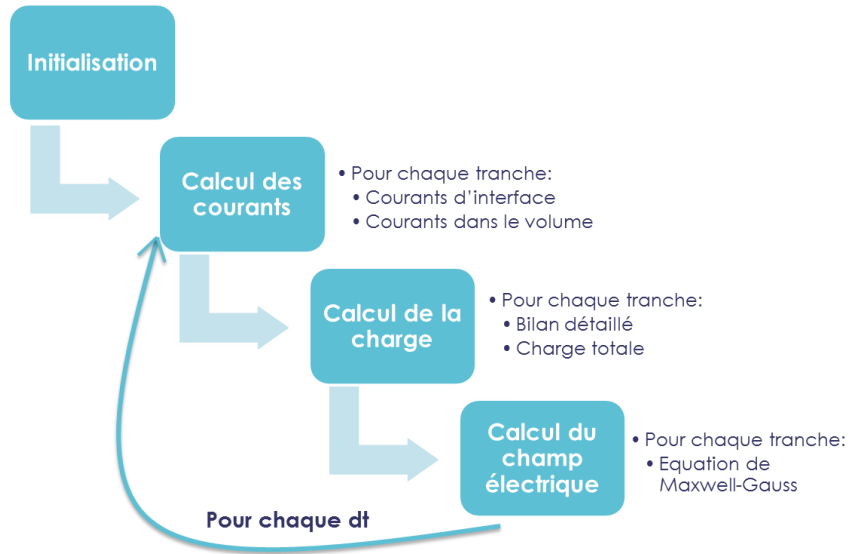 Initialisation
Calcul des
courants
• Pour chaque tranche:
• Courants d'interface
• Courants dans le volume
Calcul de la
charge
• Pour chaque tranche:
• Bilan détaillé
• Charge totale
Calcul du
champ
électrique
• Pour chaque tranche:
• Equation de
Maxwell-Gauss
Pour chaque dt